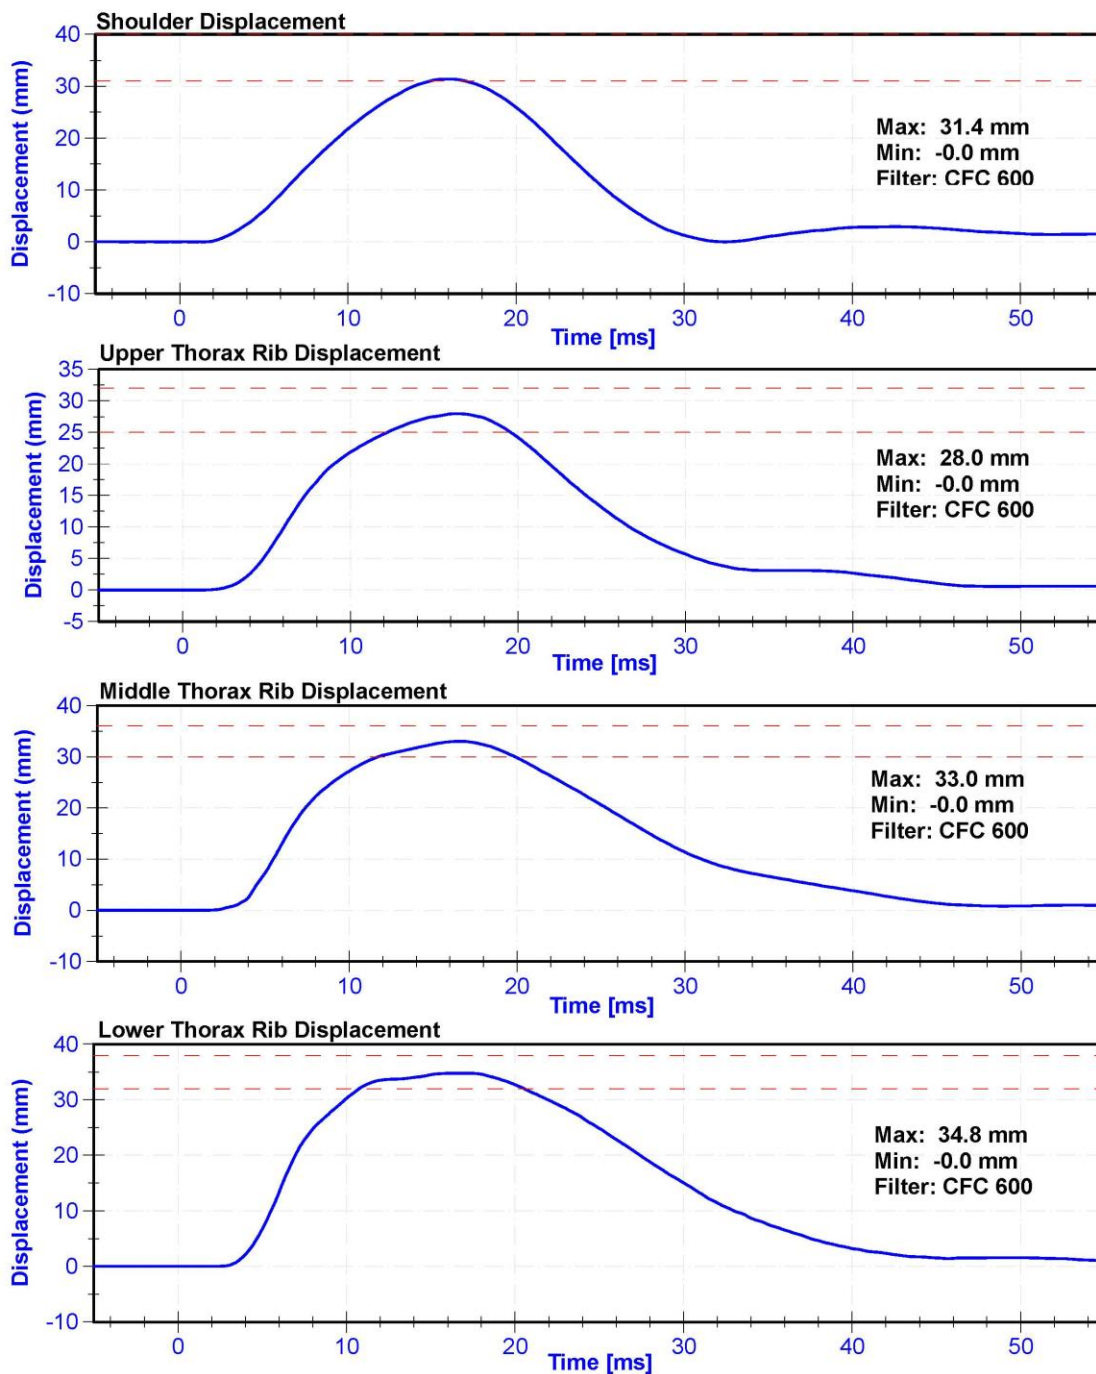 Shoulder Displacement
40
30
20
10
0
-10
Displacement (mm)
Max: 31.4 mm
Min: -0.0 mm
Filter: CFC 600
0 10 20 30 40 50
Time [ms]
Upper Thorax Rib Displacement
35
30
25
20
15
10
5
0
-5
Displacement (mm)
Max: 28.0 mm
Min: -0.0 mm
Filter: CFC 600
0 10 20 30 40 50
Time [ms]
Middle Thorax Rib Displacement
40
30
20
10
0
-10
Displacement (mm)
Max: 33.0 mm
Min: -0.0 mm
Filter: CFC 600
0 10 20 30 40 50
Time [ms]
Lower Thorax Rib Displacement
40
30
20
10
0
-10
Displacement (mm)
Max: 34.8 mm
Min: -0.0 mm
Filter: CFC 600
0 10 20 30 40 50
Time [ms]